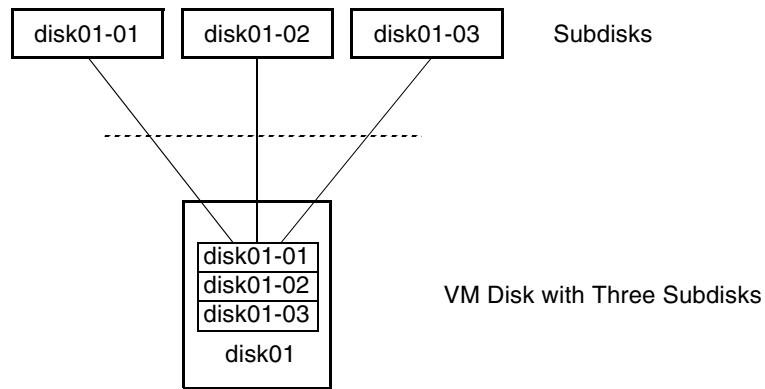 disk01-01 disk01-02 disk01-03 Subdisks
disk01-01
disk01-02
disk01-03
VM Disk with Three Subdisks
disk01